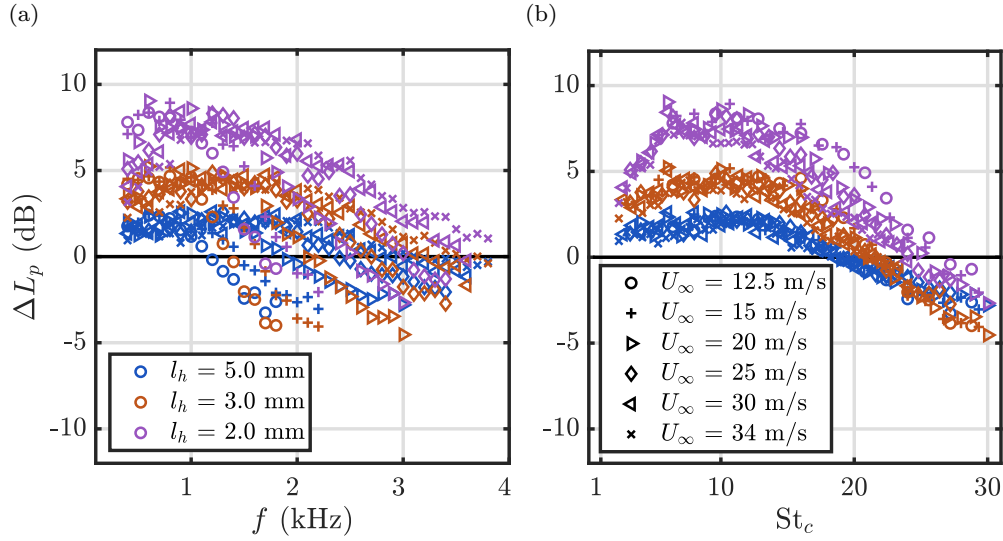 (a)
(b)
10
5
0
-5
-10
ΔL_p (dB)
l_h = 5.0 mm
l_h = 3.0 mm
l_h = 2.0 mm
1 2 3 4
f (kHz)
10
5
0
-5
-10
U_∞ = 12.5 m/s
U_∞ = 15 m/s
U_∞ = 20 m/s
U_∞ = 25 m/s
U_∞ = 30 m/s
U_∞ = 34 m/s
1 10 20 30
St_c